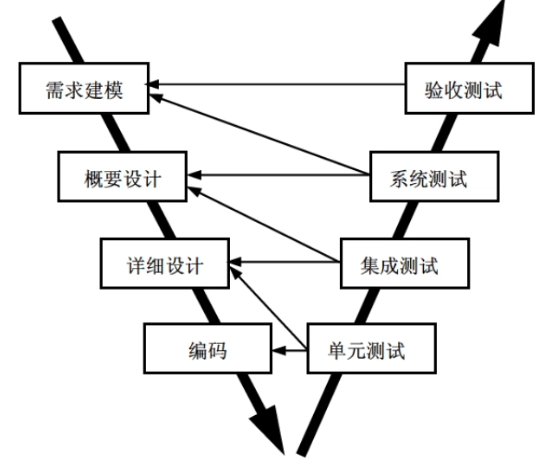 需求建模
验收测试
概要设计
系统测试
详细设计
集成测试
编码
单元测试